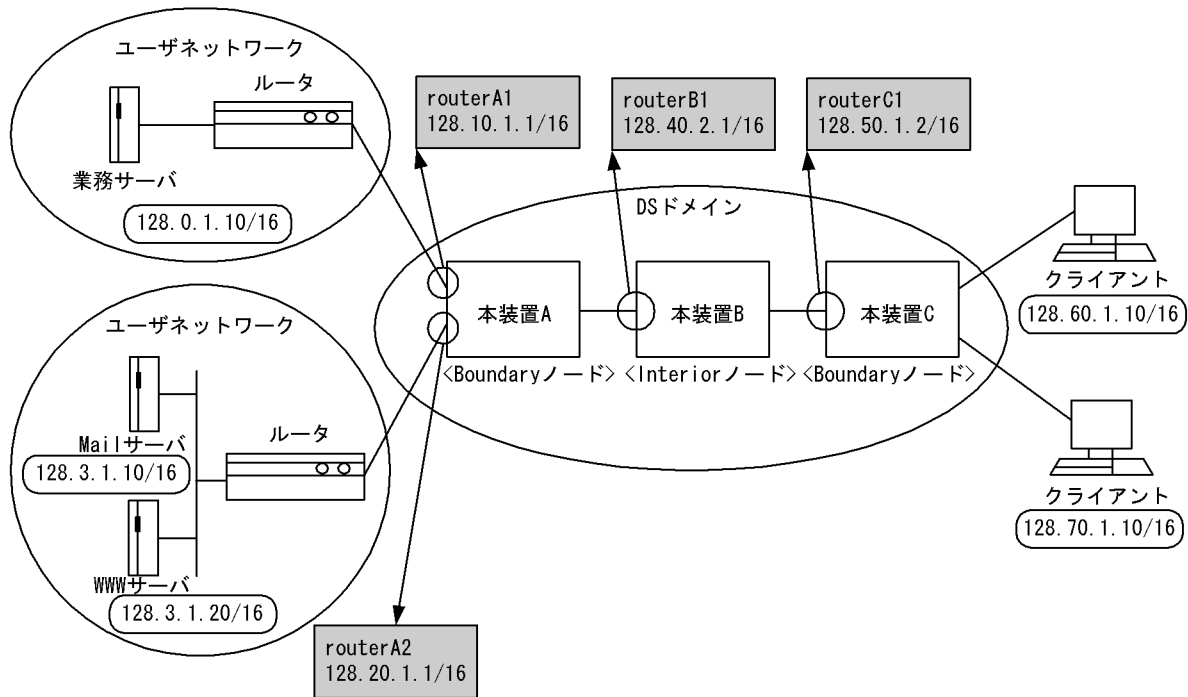 ユーザネットワーク
ルータ
業務サーバ
128.0.1.10/16
routerA1
128.10.1.1/16
routerB1
128.40.2.1/16
routerC1
128.50.1.2/16
DSドメイン
本装置A
本装置B
本装置C
<Boundaryノード>
<Interiorノード>
<Boundaryノード>
クライアント
128.60.1.10/16
クライアント
128.70.1.10/16
ユーザネットワーク
Mailサーバ
128.3.1.10/16
ルータ
WWWサーバ
128.3.1.20/16
routerA2
128.20.1.1/16